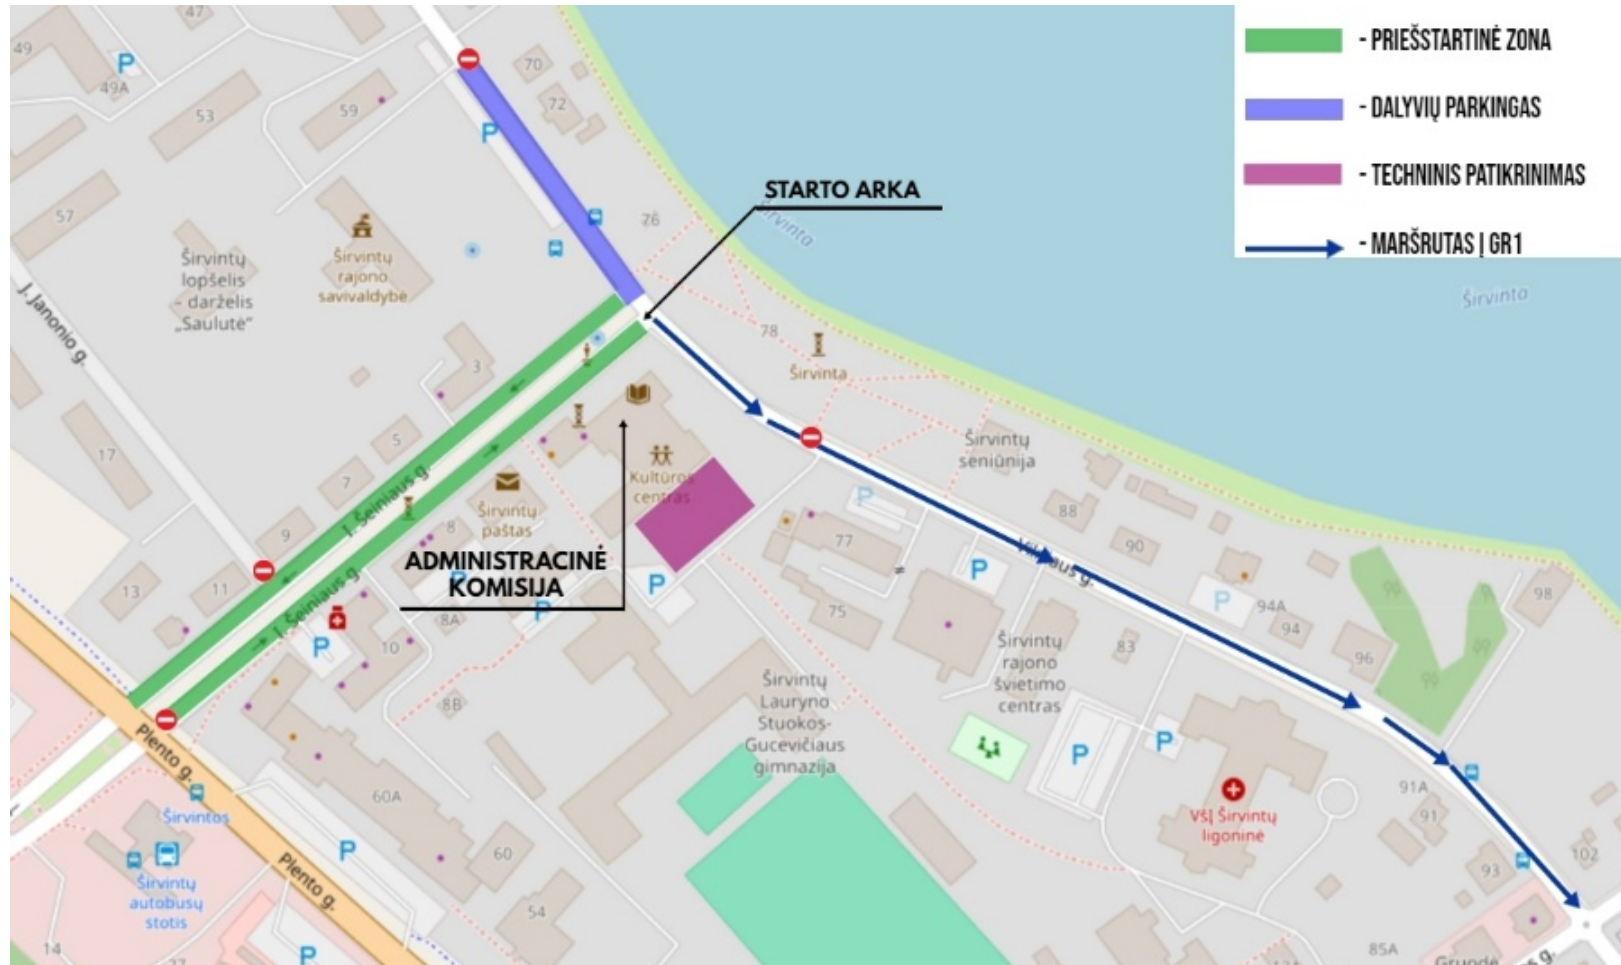 - PRIEŠSTARTINĖ ZONA
- DALYVIŲ PARKINGAS
- TECHNINIS PATIKRINIMAS
- MARŠRUTAS Į GR1
STARTO ARKA
ADMINISTRACINĖ
KOMISIJA
49
P
49A
53
59
70
72
P
57
76
Širvintų
lopšelis
– darželis
„Saulutė“
Širvintų
rajono
savivaldybė
Širvinta
Širvinta
J. Janonio g.
78
Širvinta
3
5
7
9
17
13
11
I. Šeiniaus g.
I. Šeiniaus g.
Kultūros
centras
Širvintų
paštas
8
P
P
P
P
8A
10
8B
Širvintų
seniūnija
P
77
75
88
90
P
P
Vilniaus g.
94A
94
96
98
83
Širvintų
rajono
švietimo
centras
Širvintų
Lauryno
Stuokos-
Gucevičiaus
gimnazija
P
P
VšĮ Širvintų
ligoninė
91A
91
93
102
85A
Plento g.
Plento g.
Širvintos
Širvintų
autobusų
stotis
60A
60
54
P
P
14